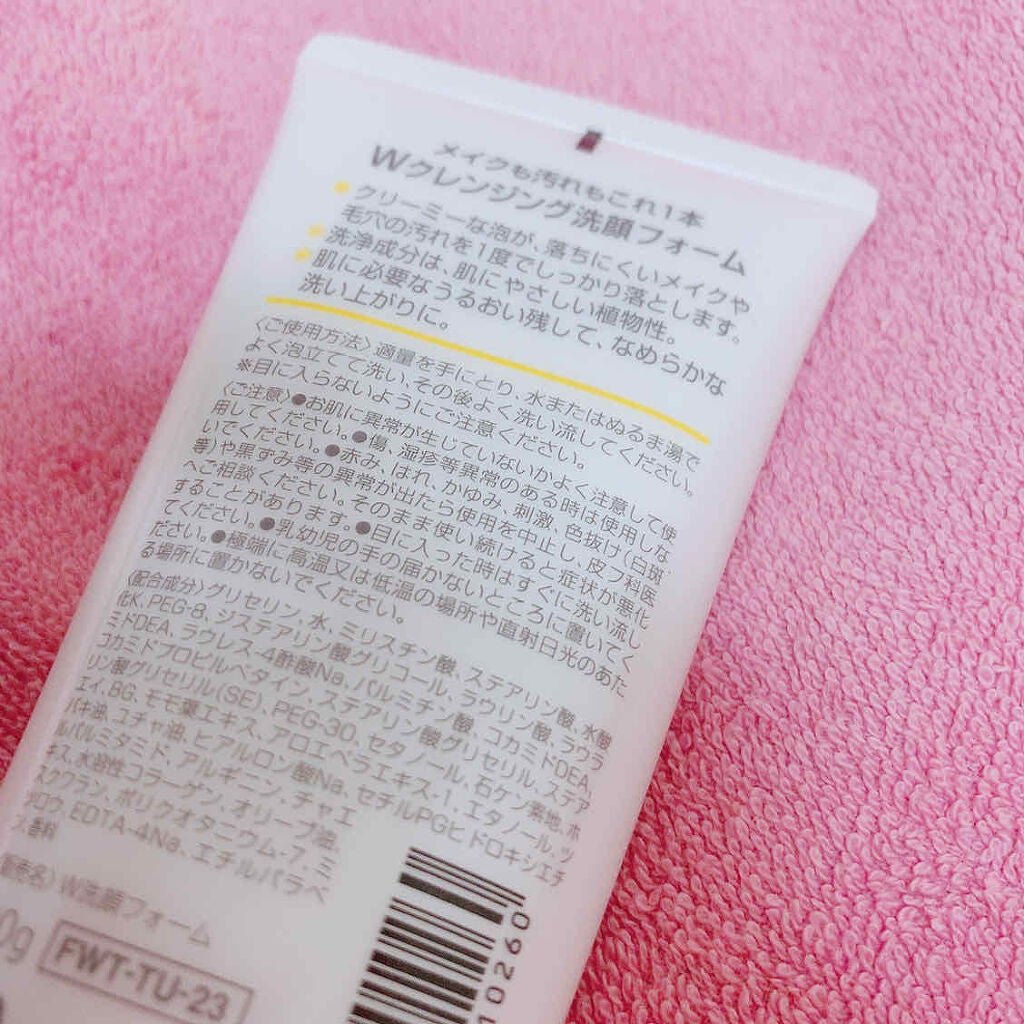 メイクも汚れもこれ1本
Wクレンジング洗顔フォーム
クリーミーな泡が、落ちにくいメイクや
毛穴の汚れを1度でしっかり落とします。
洗浄成分は、肌にやさしい植物性。
肌に必要なうるおい残して、なめらかな
洗い上がりに。
〈ご使用方法〉適量を手にとり、水またはぬるま湯で
よく泡立てて洗い、その後よく洗い流してください。
※目に入らないようにご注意ください。
〈ご注意〉●お肌に異常が生じていないかよく注意して使
用してください。●傷、湿疹等異常のある時は使用しな
いでください。●赤み、はれ、かゆみ、刺激、色抜け(白斑
等)や黒ずみ等の異常が出たら使用を中止し、皮フ科医
へご相談ください。そのまま使い続けると症状が悪化
することがあります。●目に入った時はすぐに洗い流し
てください。●乳幼児の手の届かないところに置いてく
ださい。●極端に高温又は低温の場所や直射日光のあた
る場所に置かないでください。
〈配合成分〉グリセリン、水、ミリスチン酸、ステアリン酸、水酸
化K、PEG-8、ジステアリン酸グリコール、ラウリン酸、ラウラ
ミドDEA、ラウレス-4酢酸Na、パルミチン酸、コカミドDEA、
コカミドプロピルベタイン、ステアリン酸グリセリル、ステア
リン酸グリセリル(SE)、PEG-30、セタノール、石ケン素地、ホ
エイ、BG、モモ葉エキス、アロエベラエキス-1、エタノール、ツ
バキ油、ユチャ油、ヒアルロン酸Na、セチルPGヒドロキシエチ
ルパルミタミド、アルギニン、チャエ
キス、水溶性コラーゲン、オリーブ油、
スクワラン、ポリクオタニウム-7、ミ
ツロウ、EDTA-4Na、エチルパラベ
ン、香料
W洗顔フォーム
0g FWT-TU-23
10260